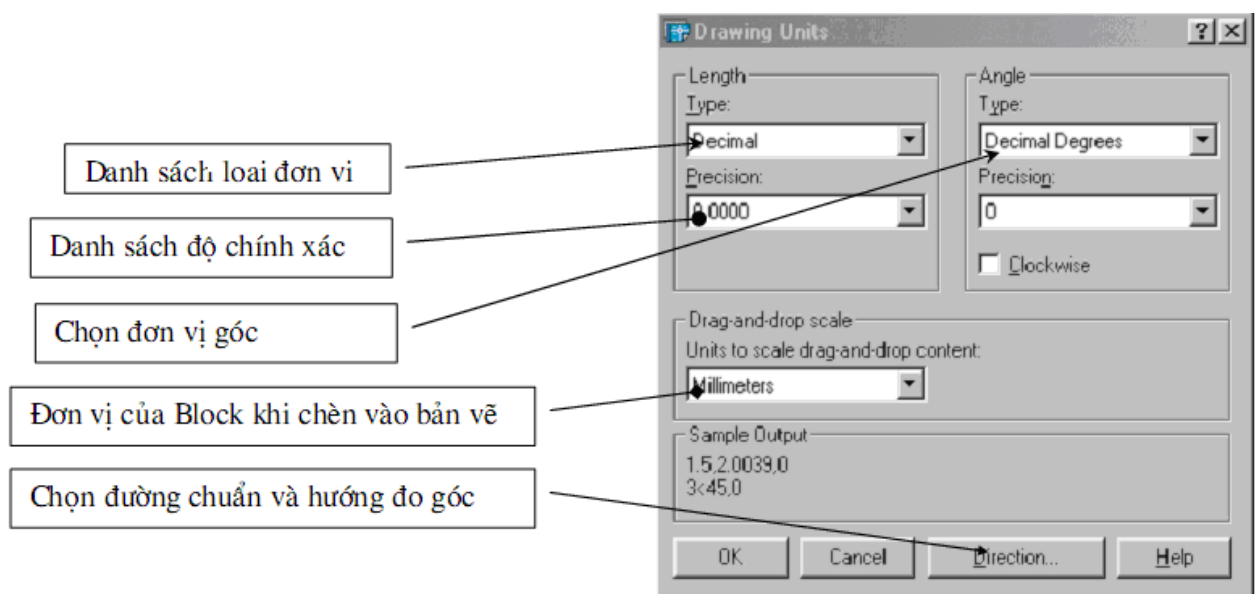 Drawing Units
Length
Type:
Decimal
Precision:
0.0000
Angle
Type:
Decimal Degrees
Precision:
0
Clockwise
Drag-and-drop scale
Units to scale drag-and-drop content:
Millimeters
Sample Output
1.5,2.0039,0
3<45,0
OK
Cancel
Direction...
Help
Danh sách loai đơn vi
Danh sách độ chính xác
Chọn đơn vị góc
Đơn vị của Block khi chèn vào bản vẽ
Chọn đường chuẩn và hướng đo góc